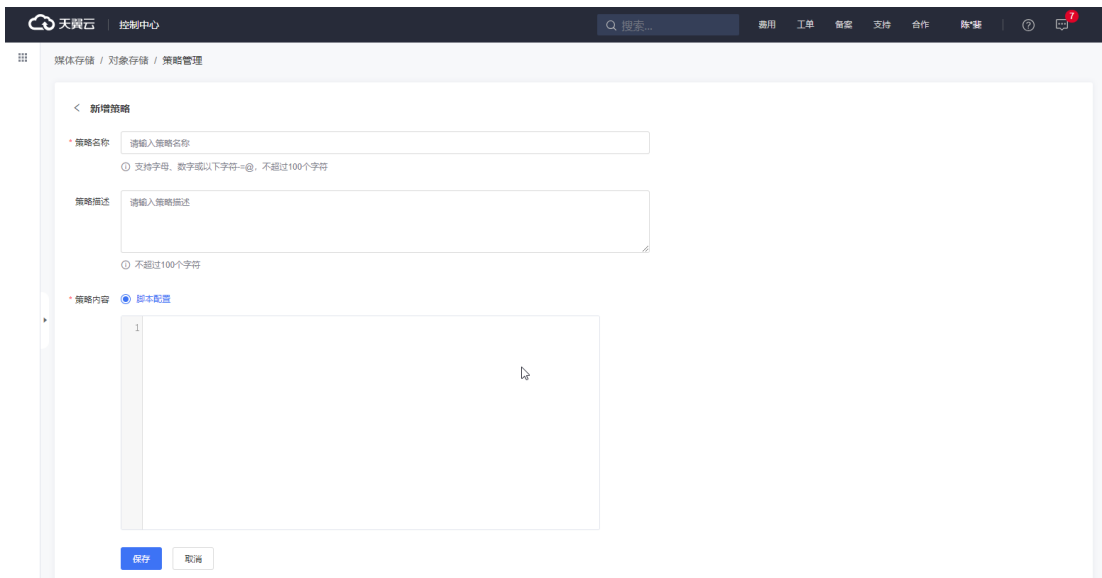 天翼云 控制中心 搜索... 费用 工单 备案 支持 合作 陈*斐 7
媒体存储 / 对象存储 / 策略管理
新增策略
* 策略名称 请输入策略名称
支持字母、数字或以下字符-=@，不超过100个字符
策略描述 请输入策略描述
不超过100个字符
* 策略内容 脚本配置
1
保存 取消